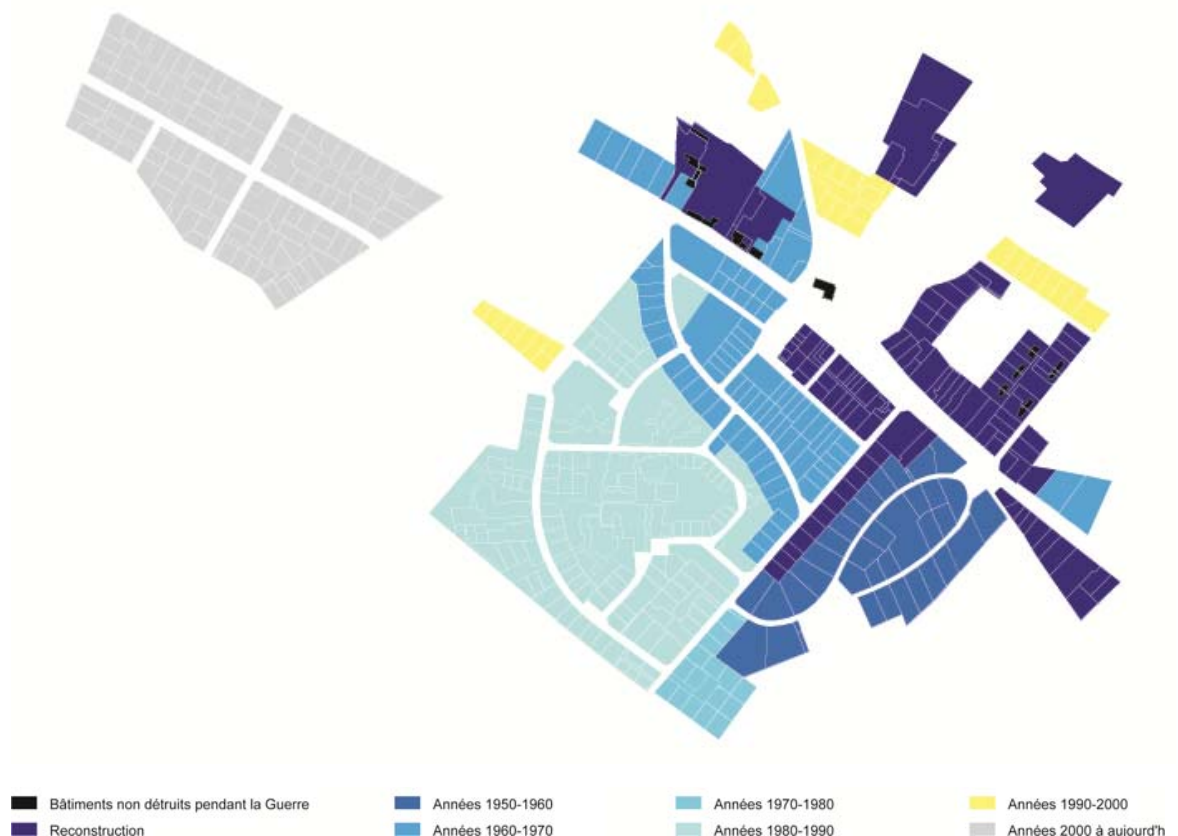 Bâtiments non détruits pendant la Guerre
Années 1950-1960
Années 1970-1980
Années 1990-2000
Reconstruction
Années 1960-1970
Années 1980-1990
Années 2000 à aujourd'h